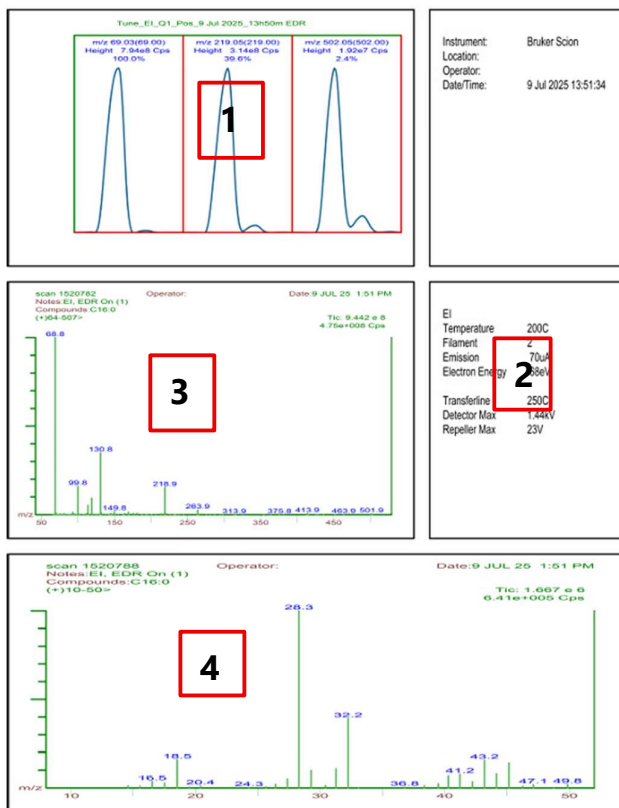 Tune_EI_Q1_Pos_9 Jul 2025_13h50m EDR
m/z 69.03(69.00)
Height 7.94e8 Cps
100.0%
m/z 219.05(219.00)
Height 3.14e8 Cps
39.6%
m/z 502.05(502.00)
Height 1.92e7 Cps
2.4%
1
Instrument: Bruker Scion
Location:
Operator:
Date/Time: 9 Jul 2025 13:51:34
scan 1520782 Operator: Date:9 JUL 25 1:51 PM
Notes:EI, EDR On (1)
Compounds:C16:0
(+)64-507> Tic: 9.442 e 8
4.75e+008 Cps
68.8
130.8
99.8
149.8
218.9
263.9
313.9
375.8
413.9
463.9
501.9
3
m/z 50 150 250 350 450
EI
Temperature 200C
Filament 2
Emission 70uA
Electron Energy 68eV
2
Transferline 250C
Detector Max 1.44kV
Repeller Max 23V
scan 1520788 Operator: Date:9 JUL 25 1:51 PM
Notes:EI, EDR On (1)
Compounds:C16:0
(+)10-50> Tic: 1.667 e 6
6.41e+005 Cps
28.3
4
32.2
18.5
16.5
20.4
24.3
36.8
41.2
43.2
47.1
49.8
m/z 10 20 30 40 50